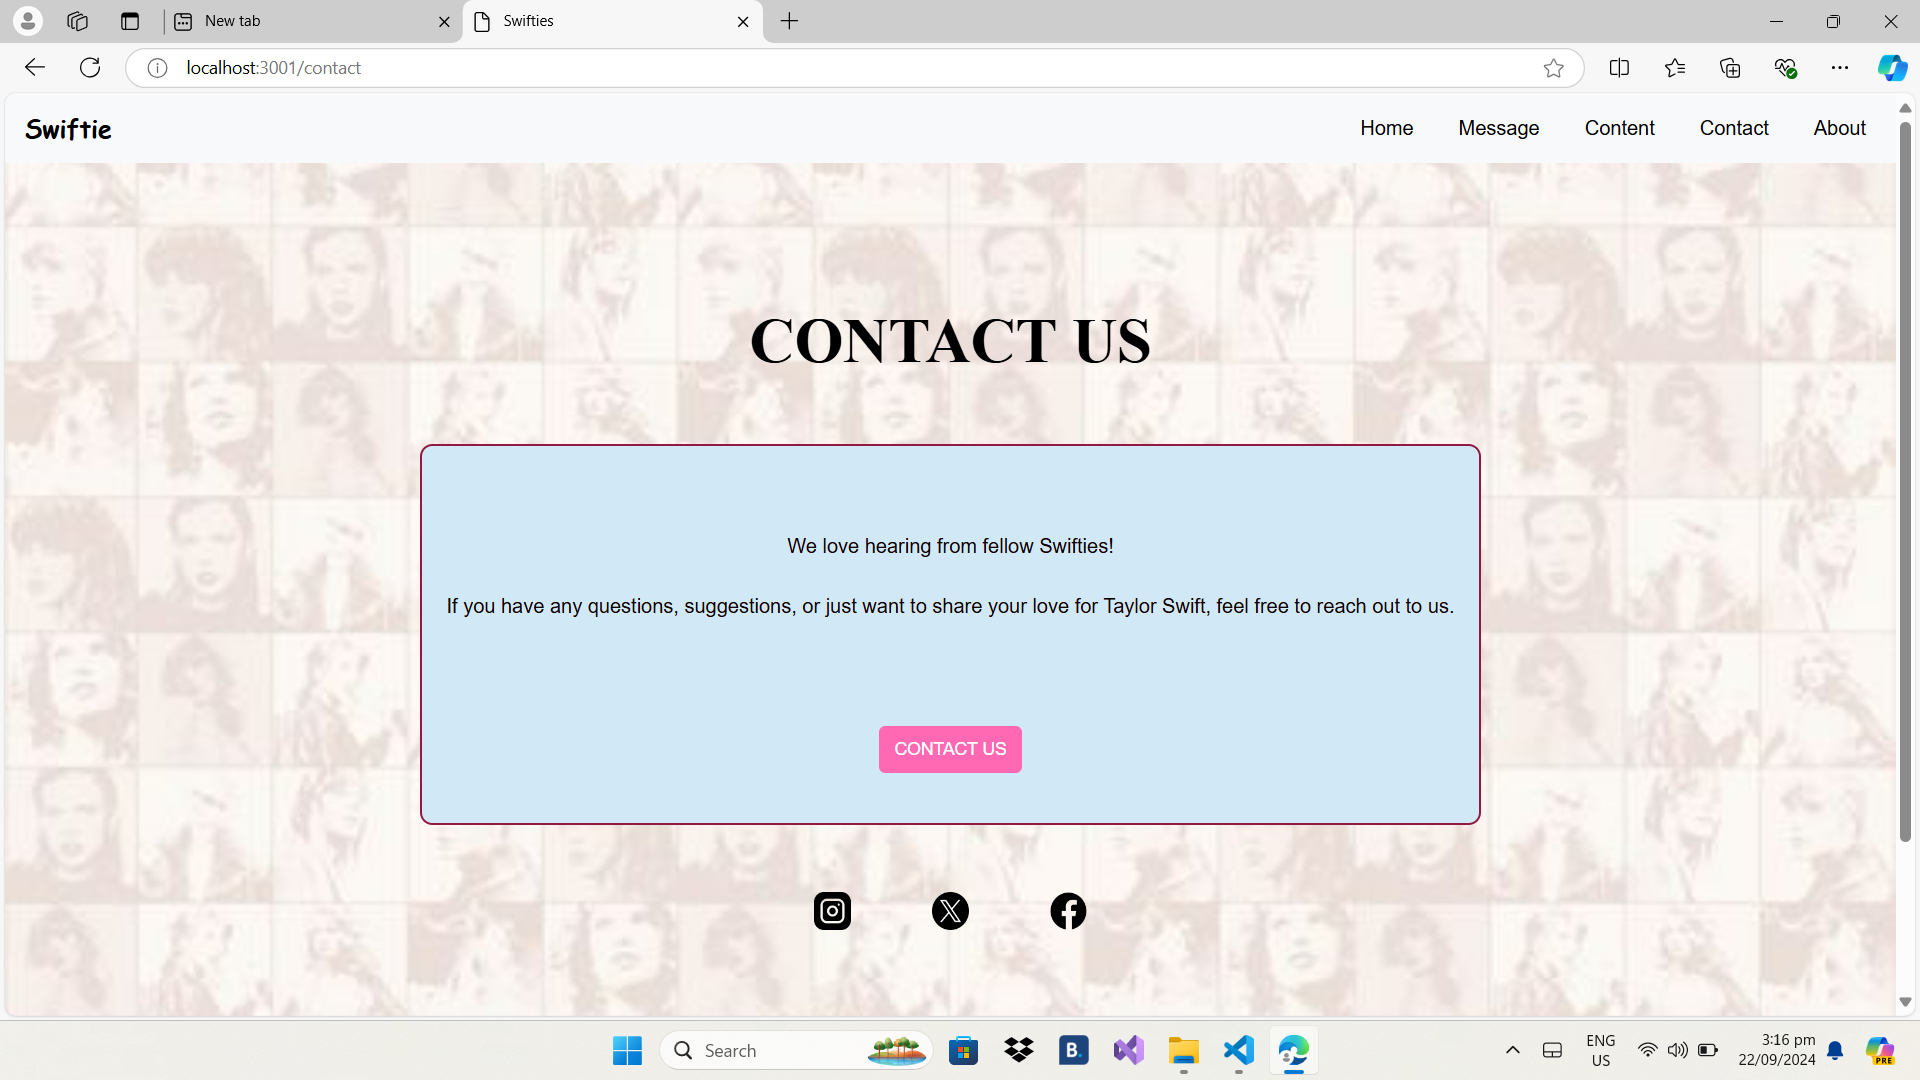 New tab
Swifties
localhost:3001/contact
Swiftie
Home Message Content Contact About
CONTACT US
We love hearing from fellow Swifties!
If you have any questions, suggestions, or just want to share your love for Taylor Swift, feel free to reach out to us.
CONTACT US
Search
B.
ENG
US
3:16 pm
22/09/2024
PRE